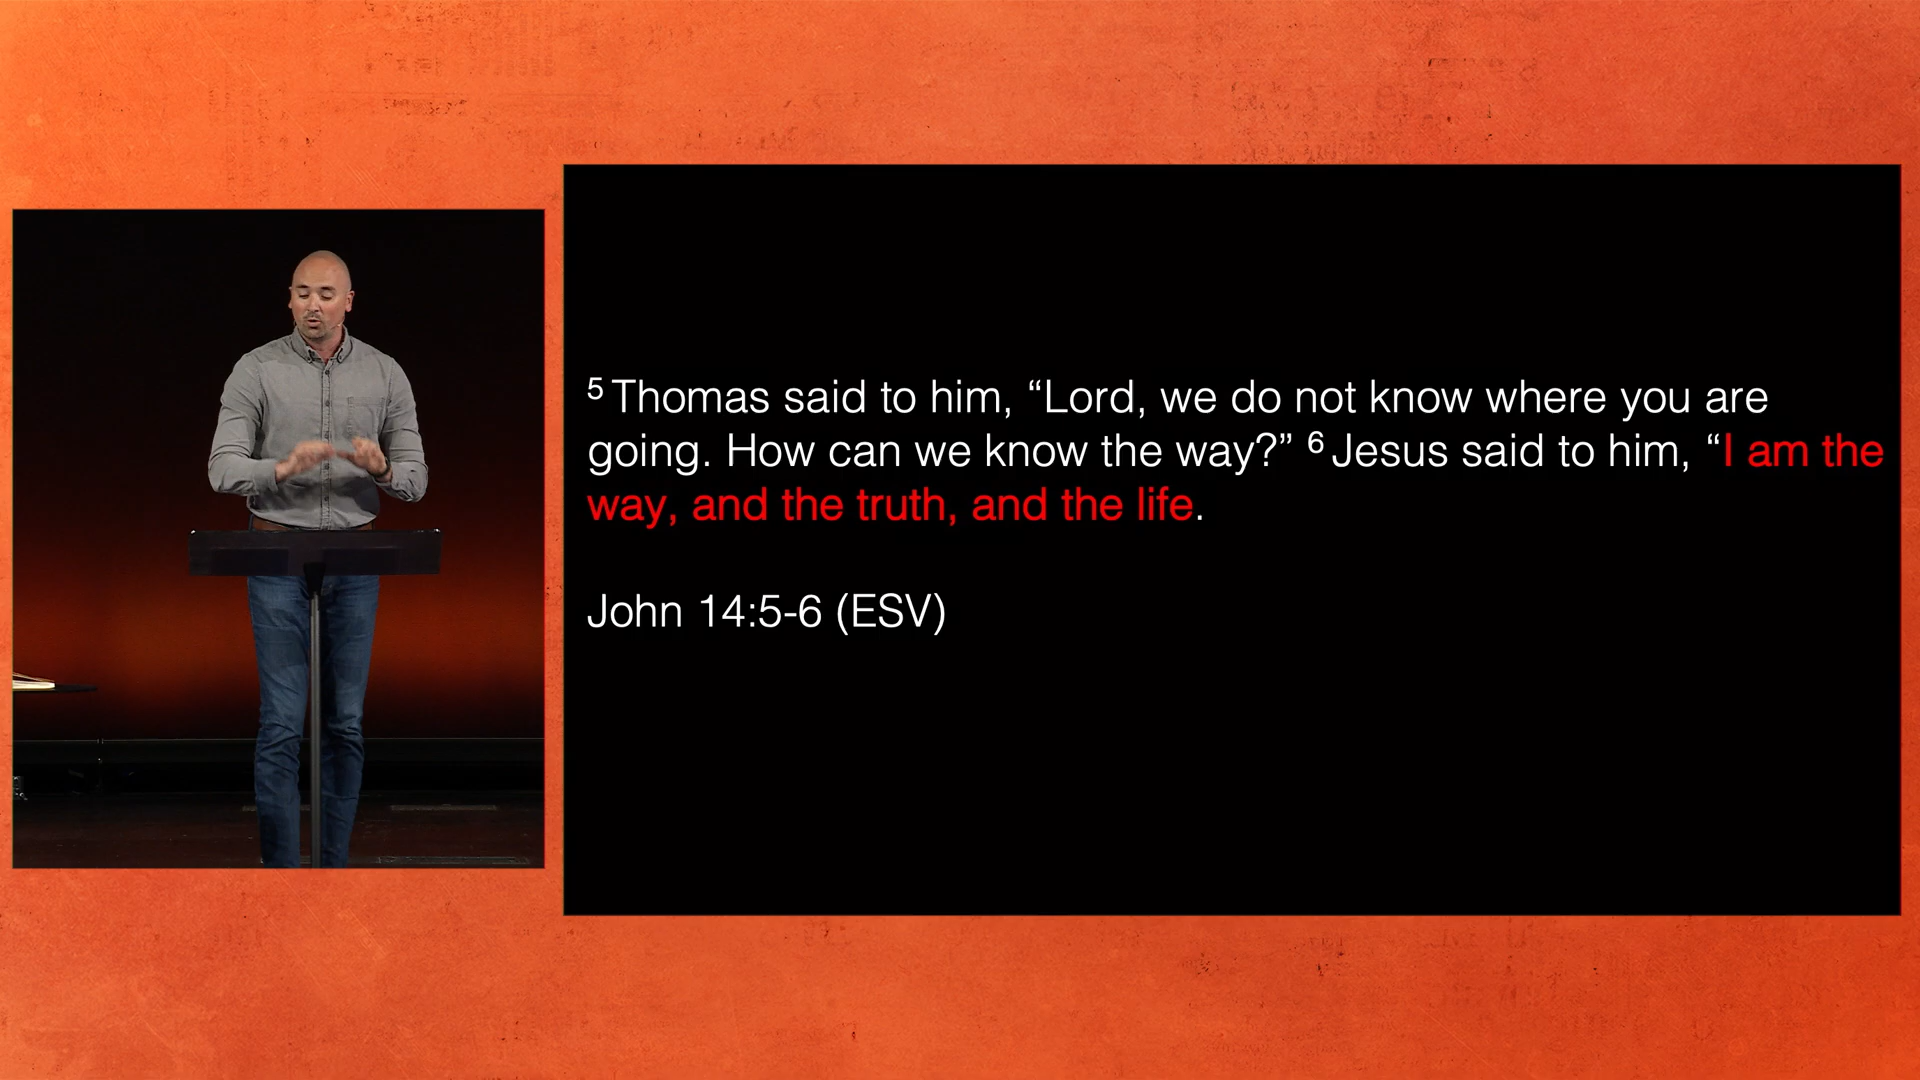 5 Thomas said to him, “Lord, we do not know where you are
going. How can we know the way?” 6 Jesus said to him, “I am the
way, and the truth, and the life.
John 14:5-6 (ESV)